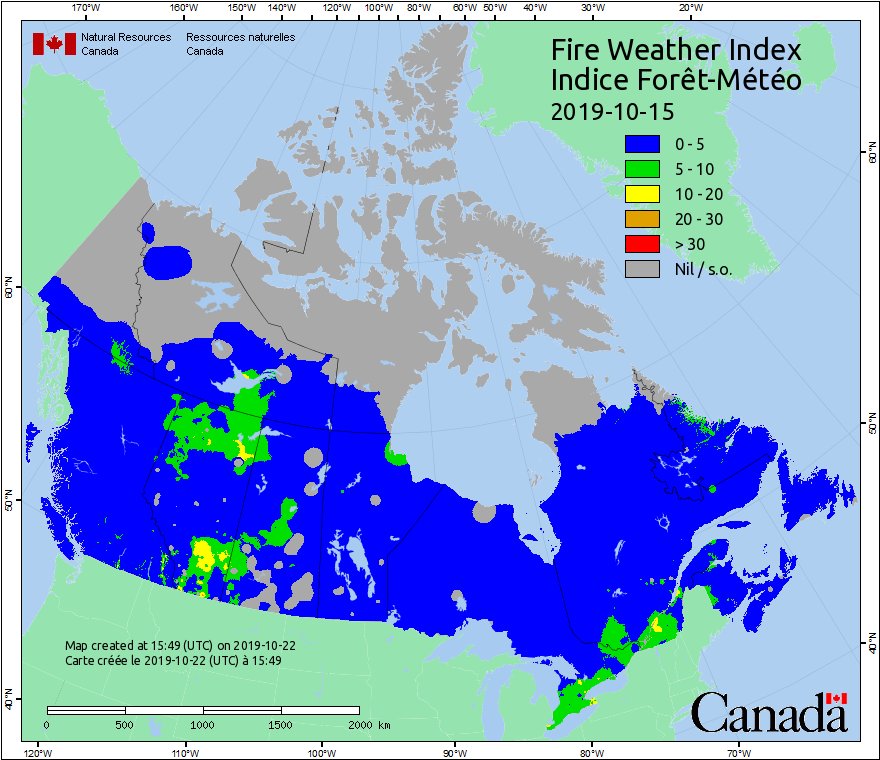 170°W 160°W 150°W 140°W 130°W 120°W 110°W 100°W 90°W 80°W 70°W 60°W 50°W 40°W 30°W 20°W
Natural Resources Ressources naturelles
Canada Canada
Fire Weather Index
Indice Forêt-Météo
2019-10-15
0 - 5
5 - 10
10 - 20
20 - 30
> 30
Nil / s.o.
60°N
60°N
50°N
50°N
40°N
40°N
Map created at 15:49 (UTC) on 2019-10-22
Carte créée le 2019-10-22 (UTC) à 15:49
0 500 1000 1500 2000 km
Canada
120°W 110°W 100°W 90°W 80°W 70°W